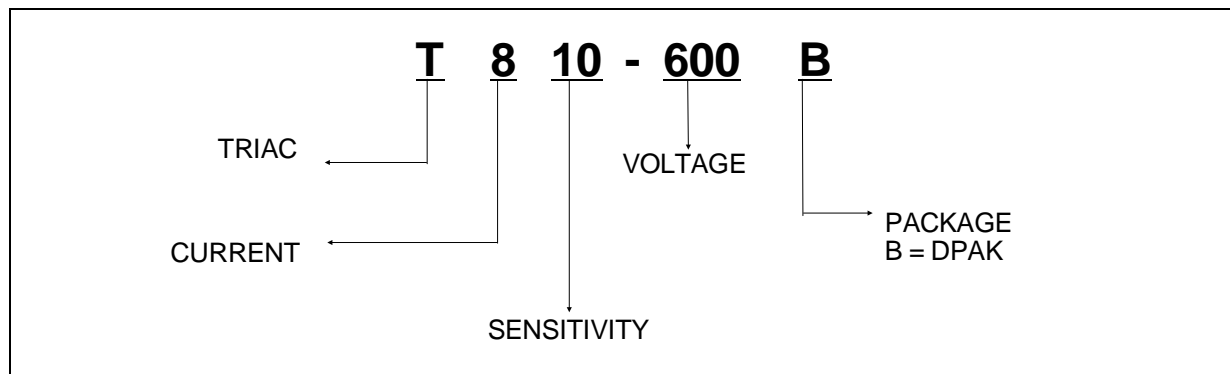 T 8 10 - 600 B
TRIAC
VOLTAGE
PACKAGE
B = DPAK
CURRENT
SENSITIVITY